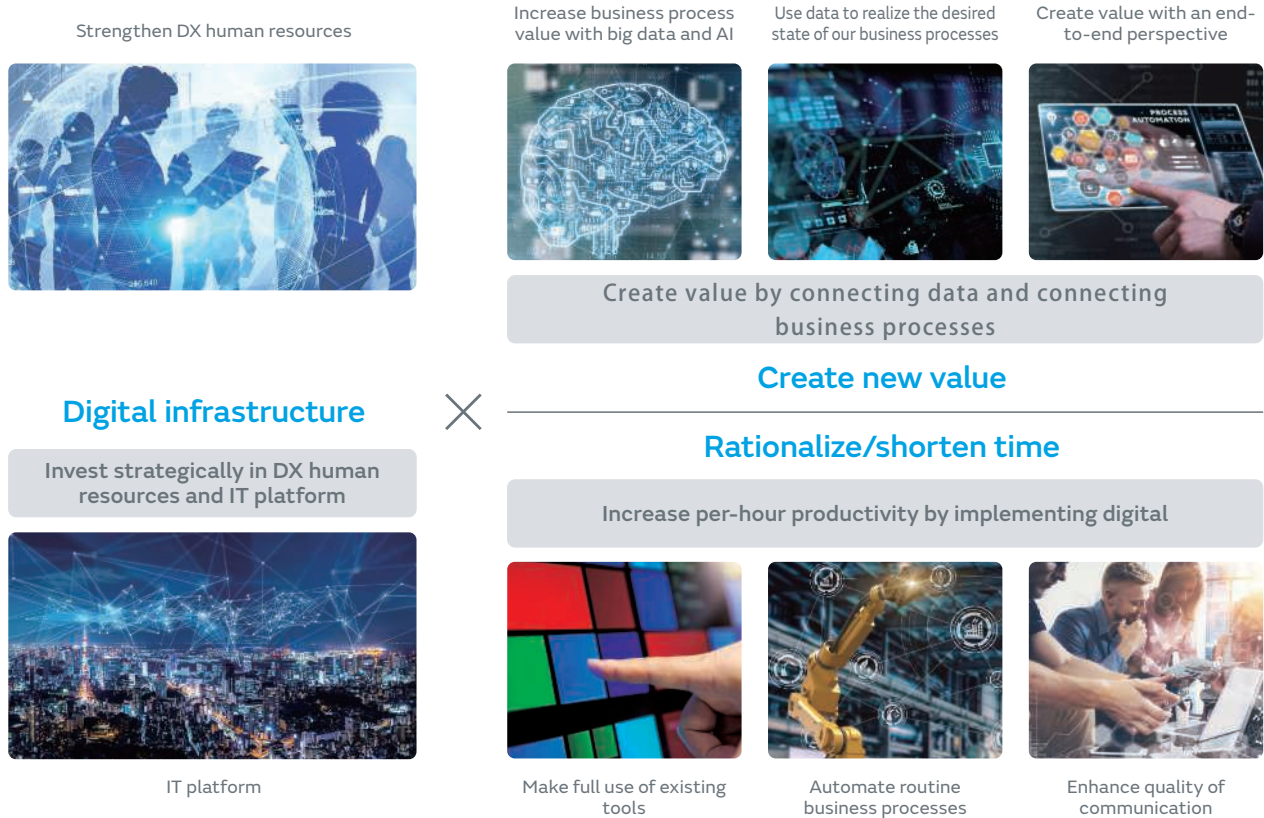 Strengthen DX human resources
Increase business process
value with big data and AI
Use data to realize the desired
state of our business processes
Create value with an end-
to-end perspective
PROCESS
AUTOMATION
Create value by connecting data and connecting
business processes
Create new value
Digital infrastructure
Rationalize/shorten time
Invest strategically in DX human
resources and IT platform
Increase per-hour productivity by implementing digital
IT platform
Make full use of existing
tools
Automate routine
business processes
Enhance quality of
communication